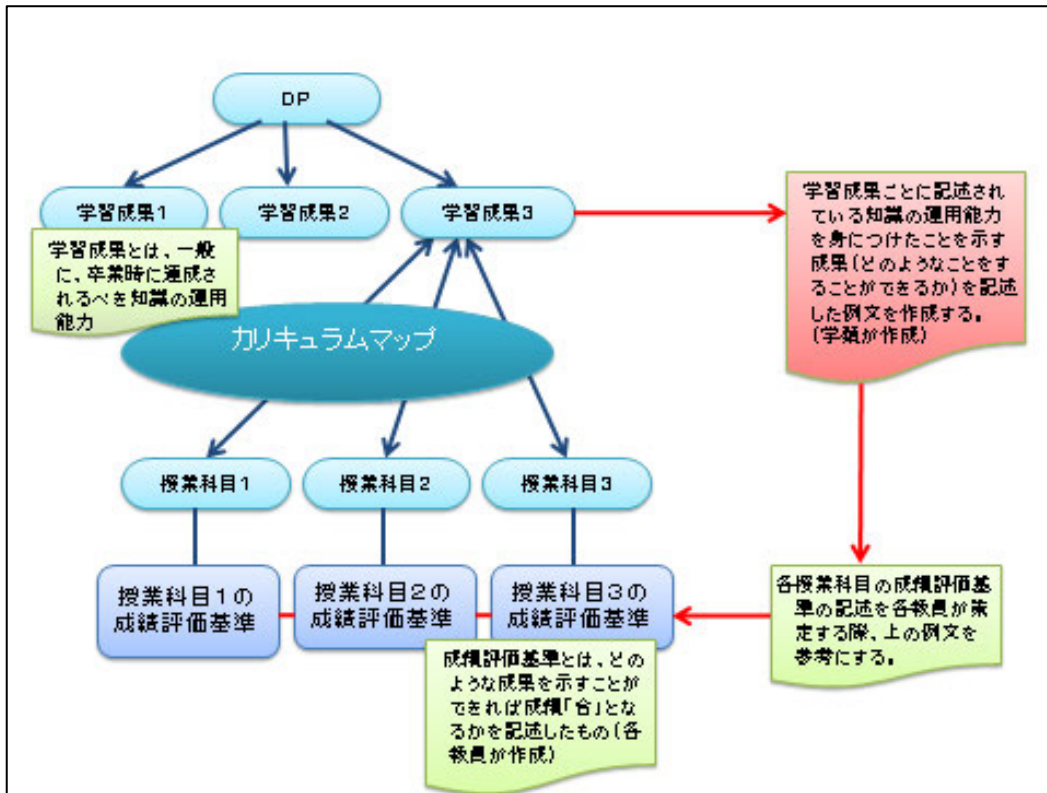 DP
学習成果1
学習成果2
学習成果3
学習成果とは、一般
に、卒業時に達成さ
れるべき知識の運用
能力
学習成果ごとに記述され
ている知識の運用能力
を身につけたことを示す
成果(どのようなことをす
ることができるか)を記述
した例文を作成する。
(学類が作成)
カリキュラムマップ
授業科目1
授業科目2
授業科目3
授業科目1の
成績評価基準
授業科目2の
成績評価基準
授業科目3の
成績評価基準
各授業科目の成績評価基
準の記述を各教員が策
定する際、上の例文を
参考にする。
成績評価基準とは、どの
ような成果を示すことが
できれば成績「合」とな
るかを記述したもの(各
教員が作成)